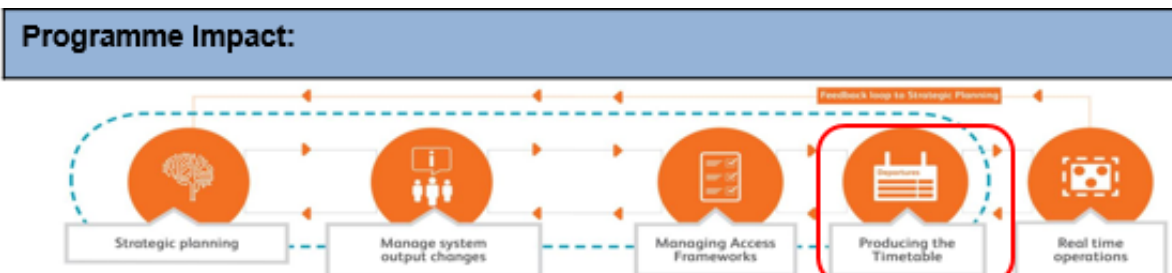 Programme Impact:
Feedback loop to Strategic Planning
i
Departures
Strategic planning
Manage system
output changes
Managing Access
Frameworks
Producing the
Timetable
Real time
operations